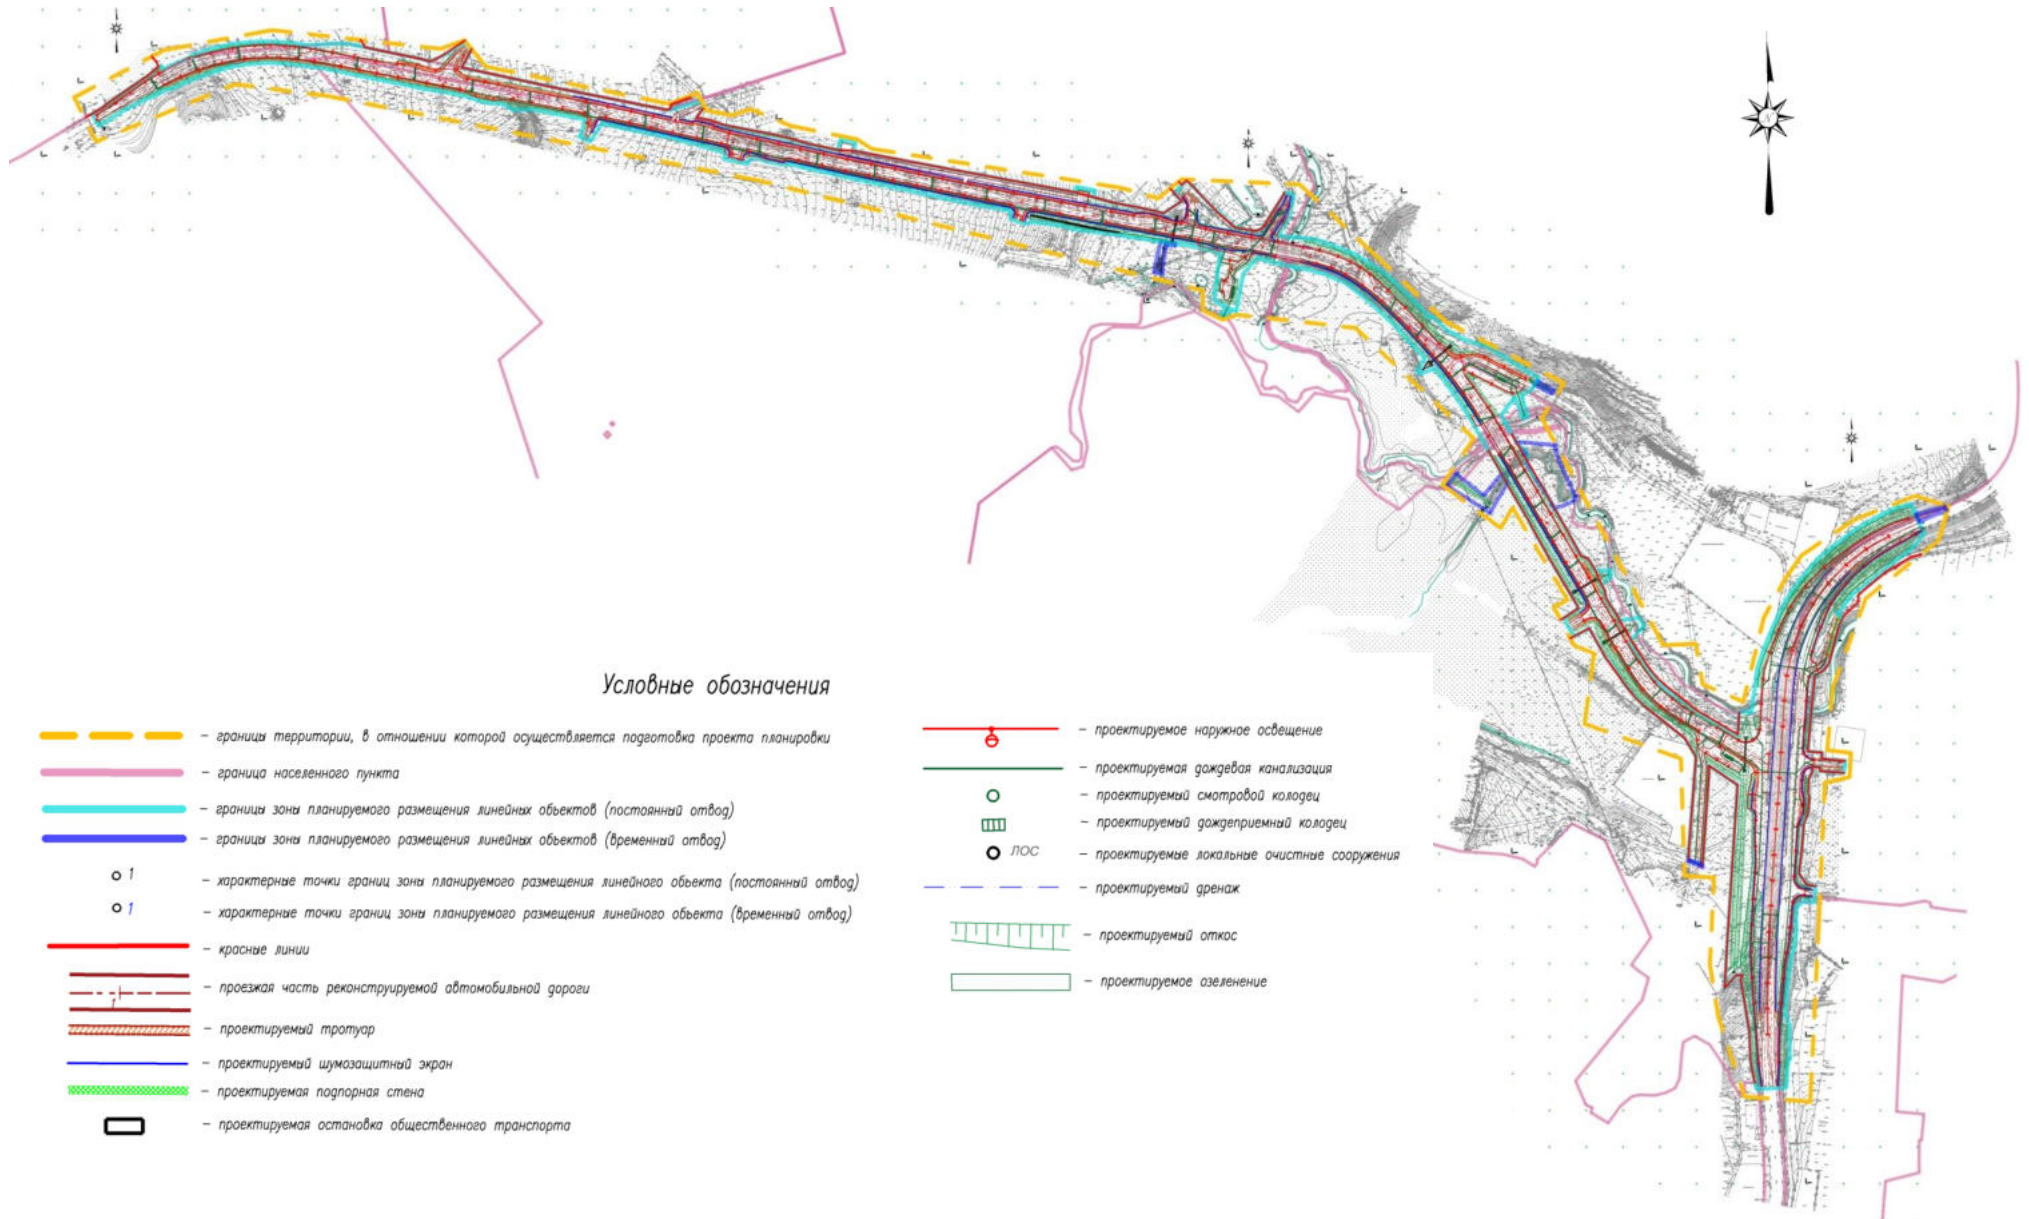 Условные обозначения
– границы территории, в отношении которой осуществляется подготовка проекта планировки
– граница населенного пункта
– границы зоны планируемого размещения линейных объектов (постоянный отвод)
– границы зоны планируемого размещения линейных объектов (временный отвод)
1 – характерные точки границ зоны планируемого размещения линейного объекта (постоянный отвод)
1 – характерные точки границ зоны планируемого размещения линейного объекта (временный отвод)
– красные линии
– проезжая часть реконструируемой автомобильной дороги
– проектируемый тротуар
– проектируемый шумозащитный экран
– проектируемая подпорная стена
– проектируемая остановка общественного транспорта
– проектируемое наружное освещение
– проектируемая дождевая канализация
– проектируемый смотровой колодец
– проектируемый дождеприемный колодец
ЛОС – проектируемые локальные очистные сооружения
– проектируемый дренаж
– проектируемый откос
– проектируемое озеленение